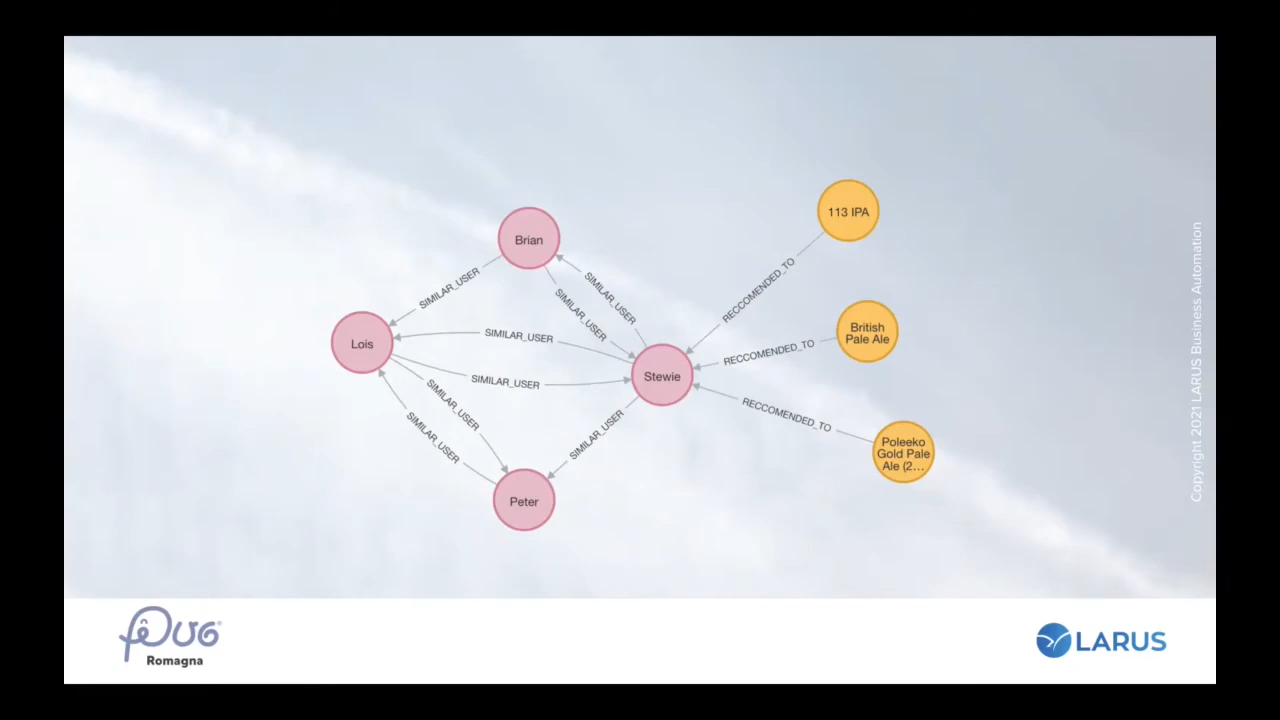 113 IPA
Brian
SIMILAR_USER
SIMILAR_USER
SIMILAR_USER
RECCOMENDED_TO
British
Pale Ale
Lois
SIMILAR_USER
SIMILAR_USER
Stewie
RECCOMENDED_TO
SIMILAR_USER
SIMILAR_USER
SIMILAR_USER
RECCOMENDED_TO
Poleeko
Gold Pale
Ale (2...
Peter
Copyright 2021 LARUS Business Automation
PUG
Romagna
LARUS